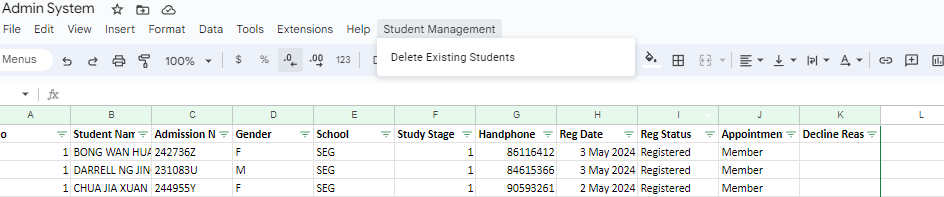 Admin System
File Edit View Insert Format Data Tools Extensions Help Student Management
Menus 100% $ % .0 .00 123
Delete Existing Students
fx
A B C D E F G H I J K L
o Student Nam Admission N Gender School Study Stage Handphone Reg Date Reg Status Appointmen Decline Reas
1 BONG WAN HUA 242736Z F SEG 1 86116412 3 May 2024 Registered Member
1 DARRELL NG JIN 231083U M SEG 1 84615366 3 May 2024 Registered Member
1 CHUA JIA XUAN 244955Y F SEG 1 90593261 2 May 2024 Registered Member